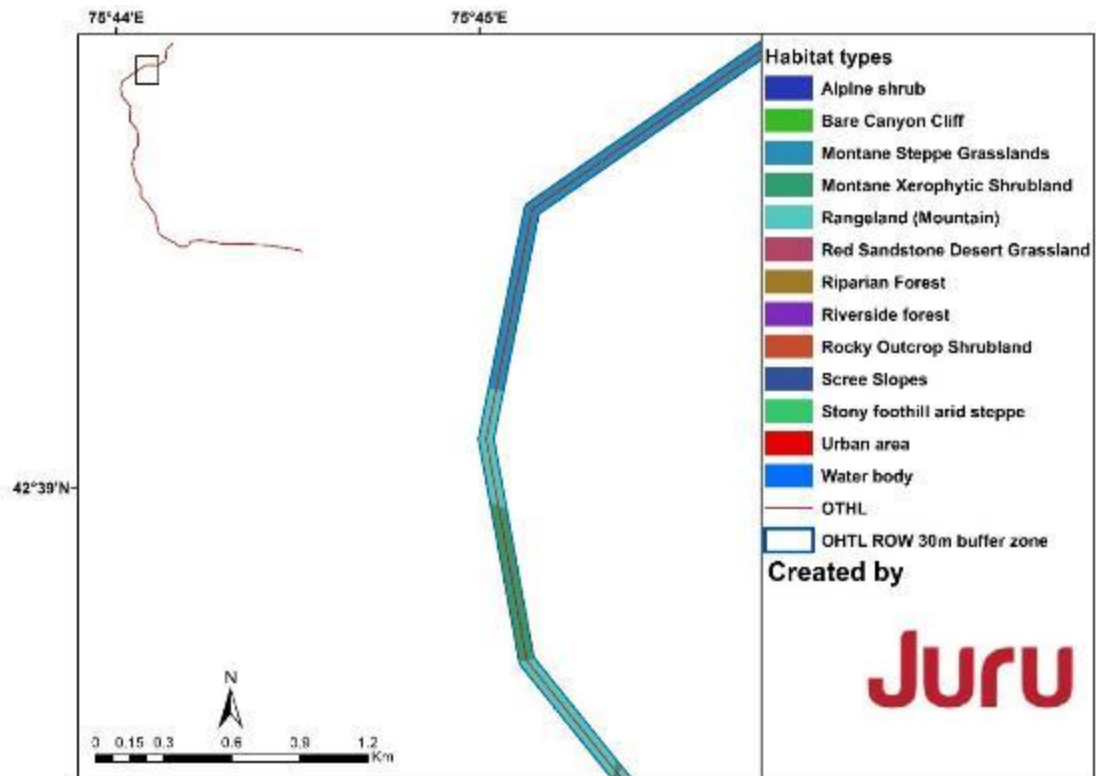 75°44'E 75°45'E
42°39'N
N
0 0.15 0.3 0.6 0.9 1.2
Km
Habitat types
Alpine shrub
Bare Canyon Cliff
Montane Steppe Grasslands
Montane Xerophytic Shrubland
Rangeland (Mountain)
Red Sandstone Desert Grassland
Riparian Forest
Riverside forest
Rocky Outcrop Shrubland
Scree Slopes
Stony foothill arid steppe
Urban area
Water body
OTHL
OHTL ROW 30m buffer zone
Created by
Juru